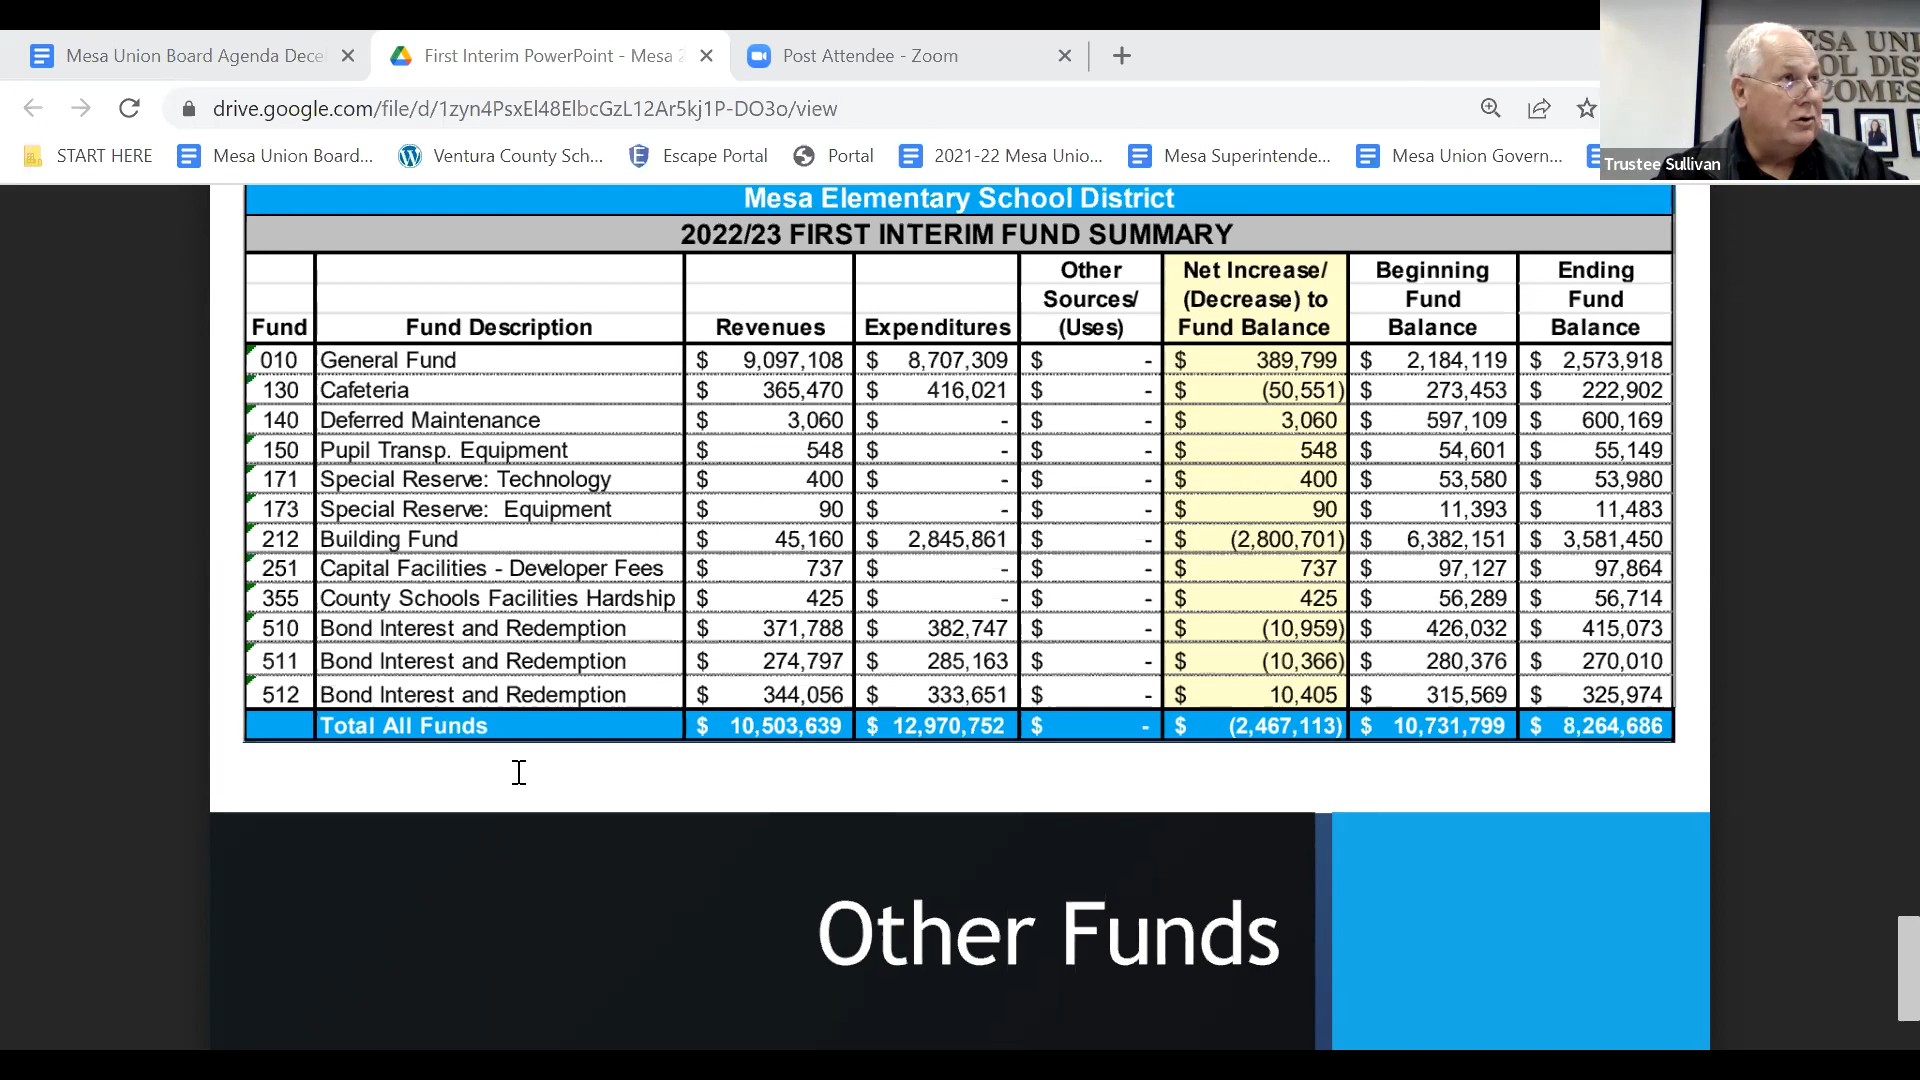 Mesa Union Board Agenda Dece
First Interim PowerPoint - Mesa 2
Post Attendee - Zoom
drive.google.com/file/d/1zyn4PsxEl48ElbcGzL12Ar5kj1P-DO3o/view
START HERE Mesa Union Board... Ventura County Sch... Escape Portal Portal 2021-22 Mesa Unio... Mesa Superintende... Mesa Union Govern...
Trustee Sullivan
Mesa Elementary School District
2022/23 FIRST INTERIM FUND SUMMARY
Fund Fund Description Revenues Expenditures Other Sources/ (Uses) Net Increase/ (Decrease) to Fund Balance Beginning Fund Balance Ending Fund Balance
010 General Fund $ 9,097,108 $ 8,707,309 $ - $ 389,799 $ 2,184,119 $ 2,573,918
130 Cafeteria $ 365,470 $ 416,021 $ - $ (50,551) $ 273,453 $ 222,902
140 Deferred Maintenance $ 3,060 $ - $ - $ 3,060 $ 597,109 $ 600,169
150 Pupil Transp. Equipment $ 548 $ - $ - $ 548 $ 54,601 $ 55,149
171 Special Reserve: Technology $ 400 $ - $ - $ 400 $ 53,580 $ 53,980
173 Special Reserve: Equipment $ 90 $ - $ - $ 90 $ 11,393 $ 11,483
212 Building Fund $ 45,160 $ 2,845,861 $ - $ (2,800,701) $ 6,382,151 $ 3,581,450
251 Capital Facilities - Developer Fees $ 737 $ - $ - $ 737 $ 97,127 $ 97,864
355 County Schools Facilities Hardship $ 425 $ - $ - $ 425 $ 56,289 $ 56,714
510 Bond Interest and Redemption $ 371,788 $ 382,747 $ - $ (10,959) $ 426,032 $ 415,073
511 Bond Interest and Redemption $ 274,797 $ 285,163 $ - $ (10,366) $ 280,376 $ 270,010
512 Bond Interest and Redemption $ 344,056 $ 333,651 $ - $ 10,405 $ 315,569 $ 325,974
Total All Funds $ 10,503,639 $ 12,970,752 $ - $ (2,467,113) $ 10,731,799 $ 8,264,686
Other Funds